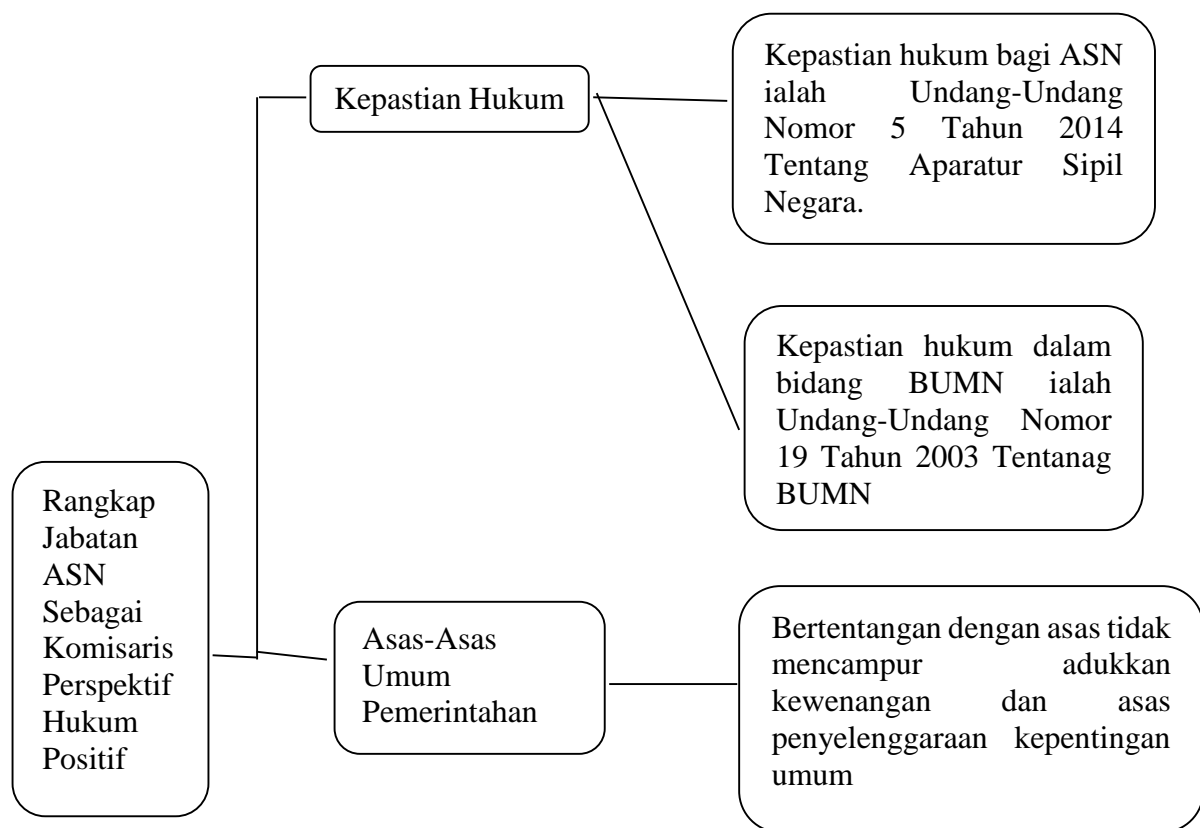 Kepastian Hukum
Kepastian hukum bagi ASN
ialah Undang-Undang
Nomor 5 Tahun 2014
Tentang Aparatur Sipil
Negara.
Kepastian hukum dalam
bidang BUMN ialah
Undang-Undang Nomor
19 Tahun 2003 Tentanag
BUMN
Rangkap
Jabatan
ASN
Sebagai
Komisaris
Perspektif
Hukum
Positif
Asas-Asas
Umum
Pemerintahan
Bertentangan dengan asas tidak
mencampur adukkan
kewenangan dan asas
penyelenggaraan kepentingan
umum